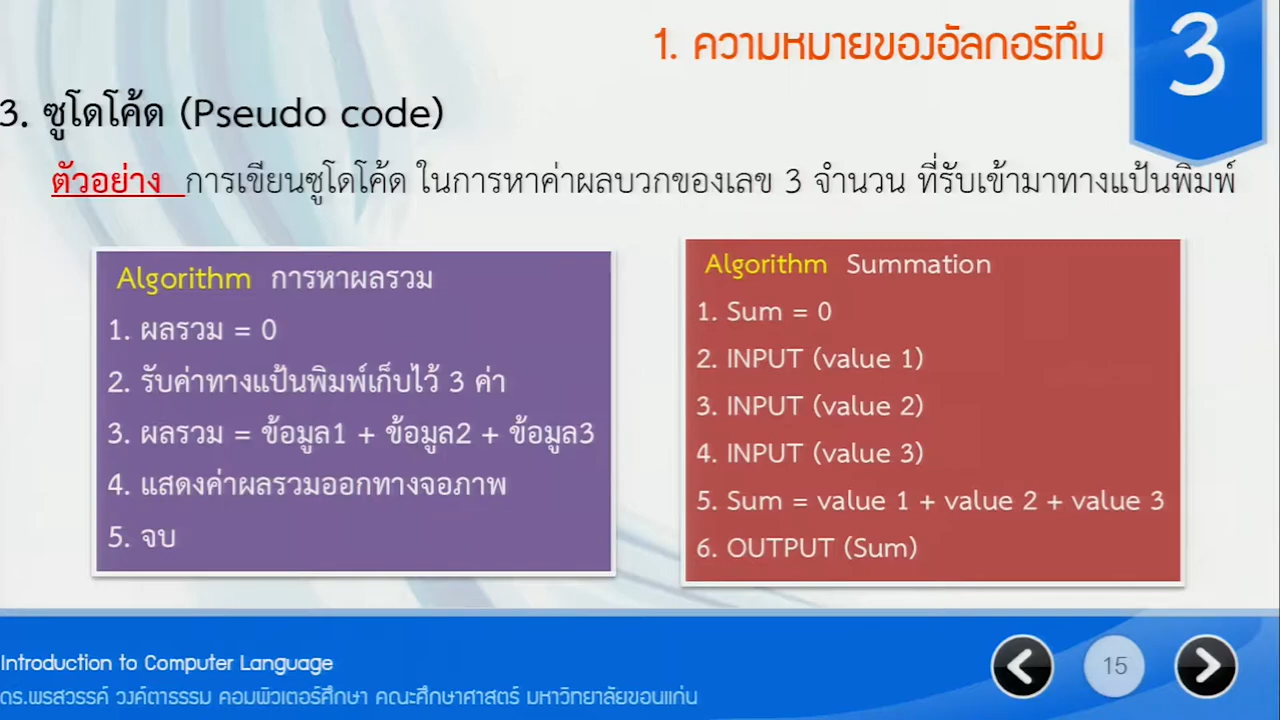 1. ความหมายของอัลกอริทึม
3
3. ซูโดโค้ด (Pseudo code)
ตัวอย่าง การเขียนซูโดโค้ด ในการหาค่าผลบวกของเลข 3 จำนวน ที่รับเข้ามาทางแป้นพิมพ์
Algorithm การหาผลรวม
1. ผลรวม = 0
2. รับค่าทางแป้นพิมพ์เก็บไว้ 3 ค่า
3. ผลรวม = ข้อมูล1 + ข้อมูล2 + ข้อมูล3
4. แสดงค่าผลรวมออกทางจอภาพ
5. จบ
Algorithm Summation
1. Sum = 0
2. INPUT (value 1)
3. INPUT (value 2)
4. INPUT (value 3)
5. Sum = value 1 + value 2 + value 3
6. OUTPUT (Sum)
Introduction to Computer Language
ดร.พรสวรรค์ วงค์ตาธรรม คอมพิวเตอร์ศึกษา คณะศึกษาศาสตร์ มหาวิทยาลัยขอนแก่น
15